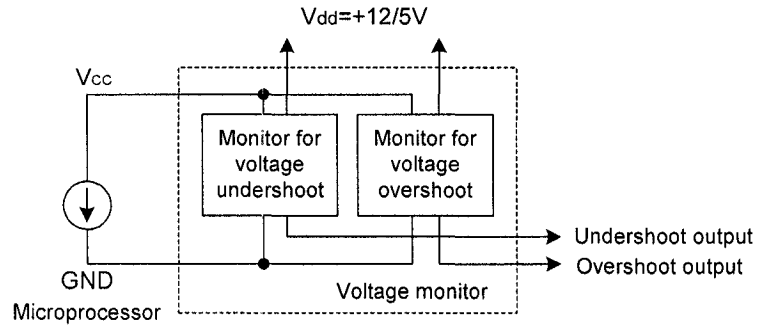 Vdd=+12/5V
Vcc
Monitor for
voltage
undershoot
Monitor for
voltage
overshoot
Undershoot output
GND
Overshoot output
Microprocessor
Voltage monitor